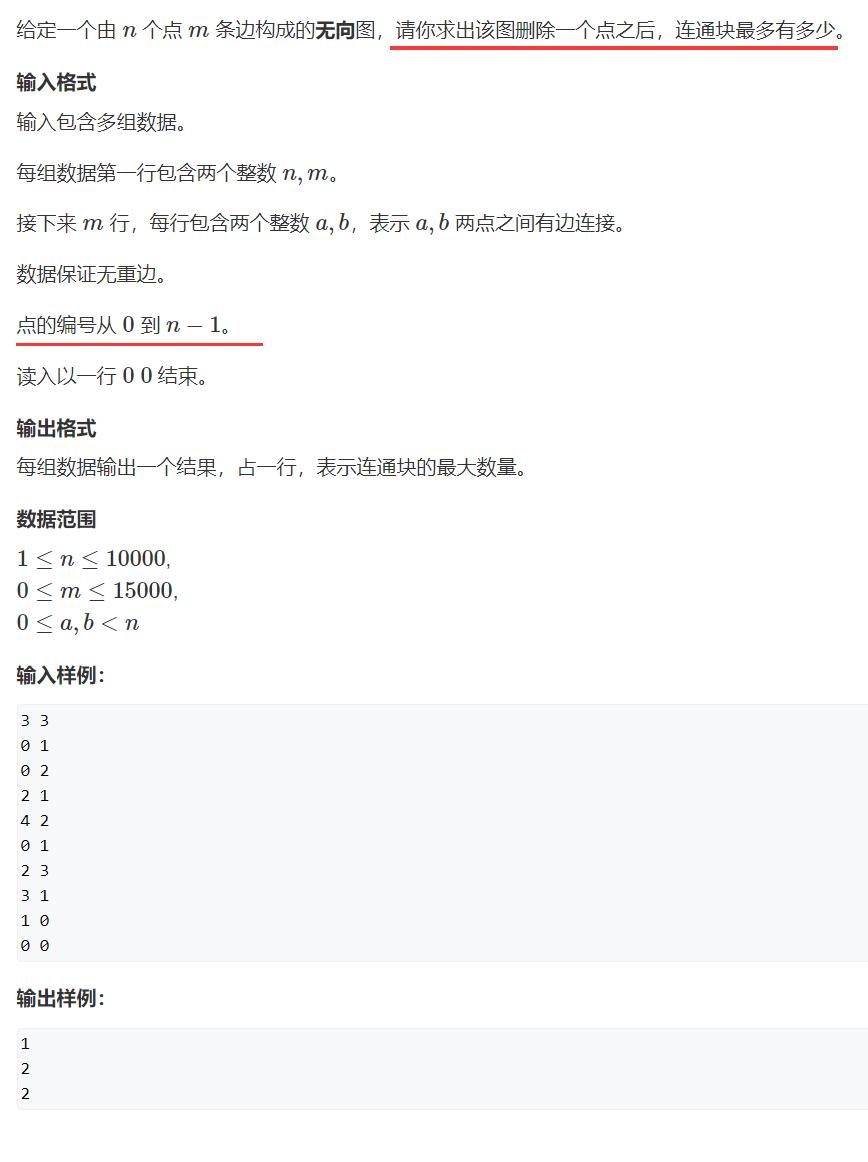 给定一个由 n 个点 m 条边构成的无向图，请你求出该图删除一个点之后，连通块最多有多少。
输入格式
输入包含多组数据。
每组数据第一行包含两个整数 n, m。
接下来 m 行，每行包含两个整数 a, b，表示 a, b 两点之间有边连接。
数据保证无重边。
点的编号从 0 到 n − 1。
读入以一行 0 0 结束。
输出格式
每组数据输出一个结果，占一行，表示连通块的最大数量。
数据范围
1 ≤ n ≤ 10000,
0 ≤ m ≤ 15000,
0 ≤ a, b < n
输入样例：
3 3
0 1
0 2
2 1
4 2
0 1
2 3
3 1
1 0
0 0
输出样例：
1
2
2